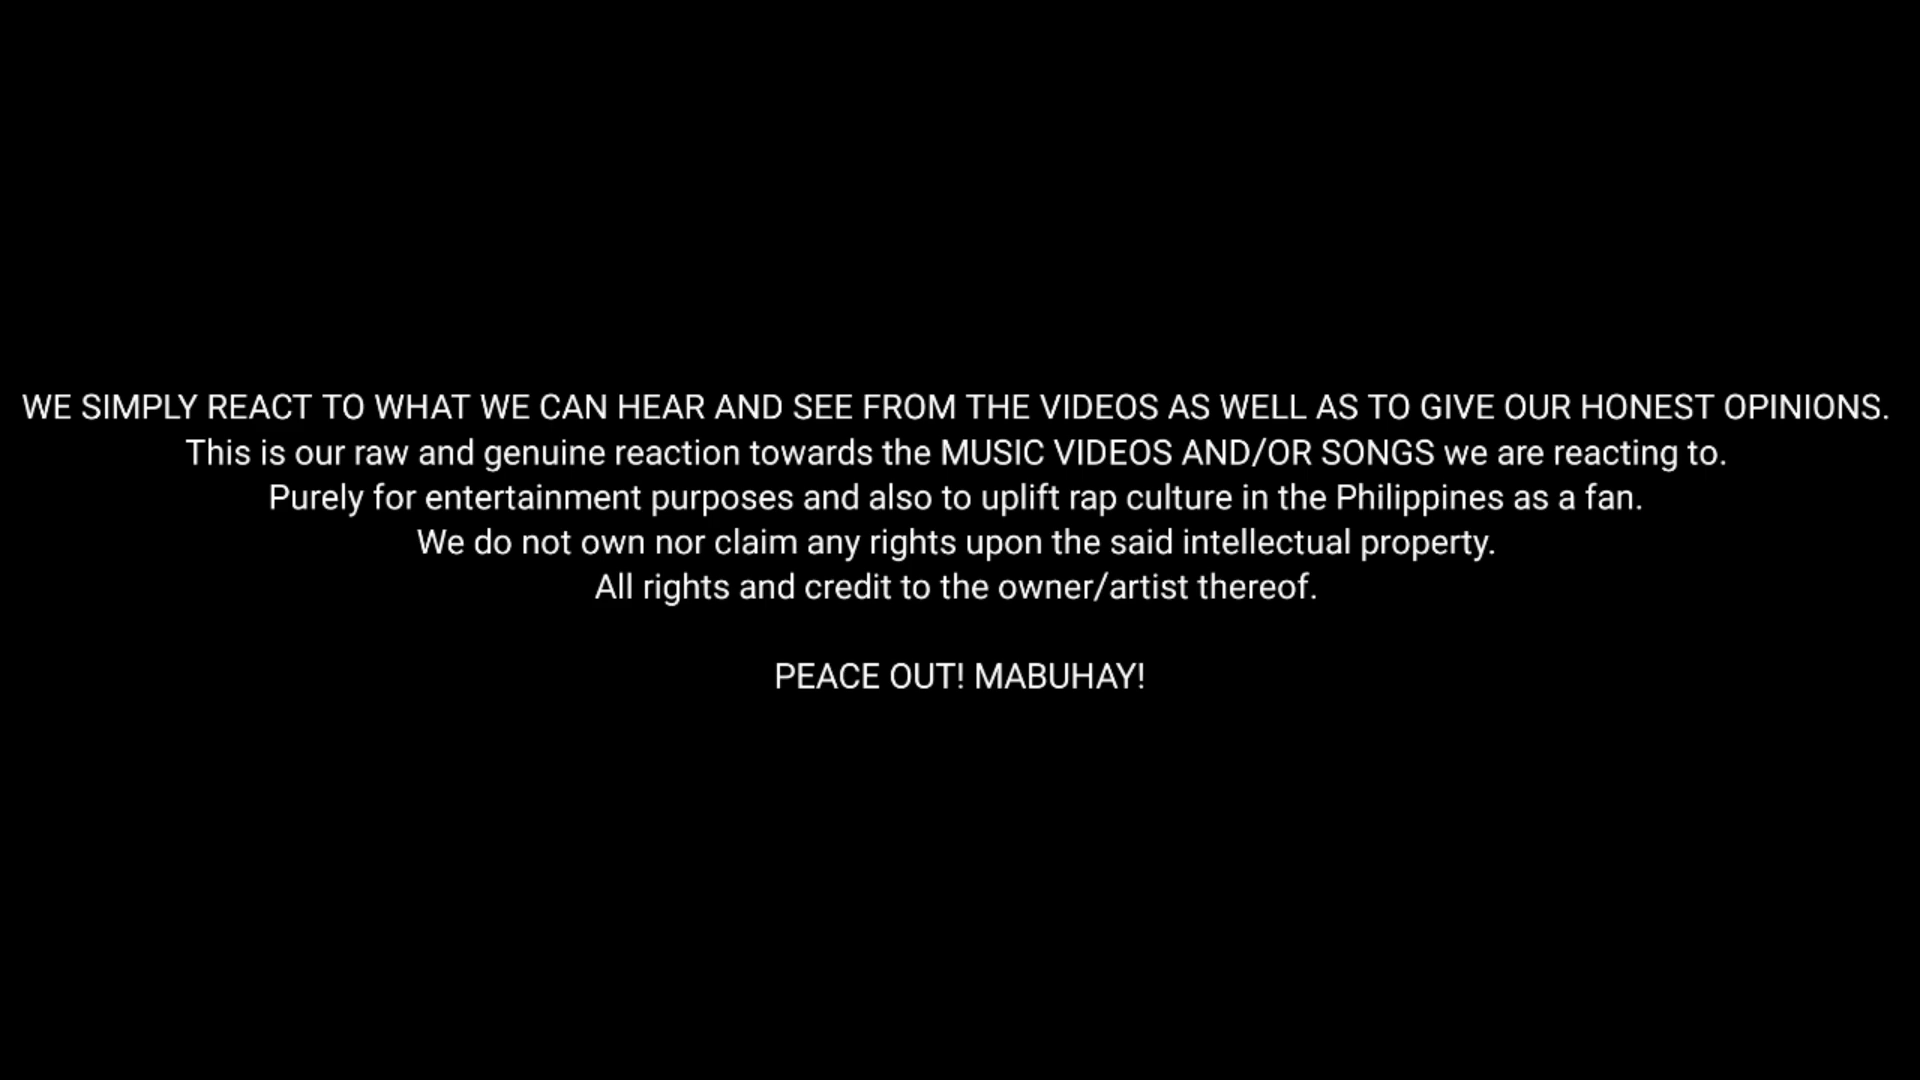 WE SIMPLY REACT TO WHAT WE CAN HEAR AND SEE FROM THE VIDEOS AS WELL AS TO GIVE OUR HONEST OPINIONS.
This is our raw and genuine reaction towards the MUSIC VIDEOS AND/OR SONGS we are reacting to.
Purely for entertainment purposes and also to uplift rap culture in the Philippines as a fan.
We do not own nor claim any rights upon the said intellectual property.
All rights and credit to the owner/artist thereof.
PEACE OUT! MABUHAY!